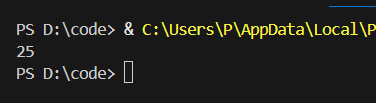 PS D:\code> & C:\Users\P\AppData\Local\P
25
PS D:\code>